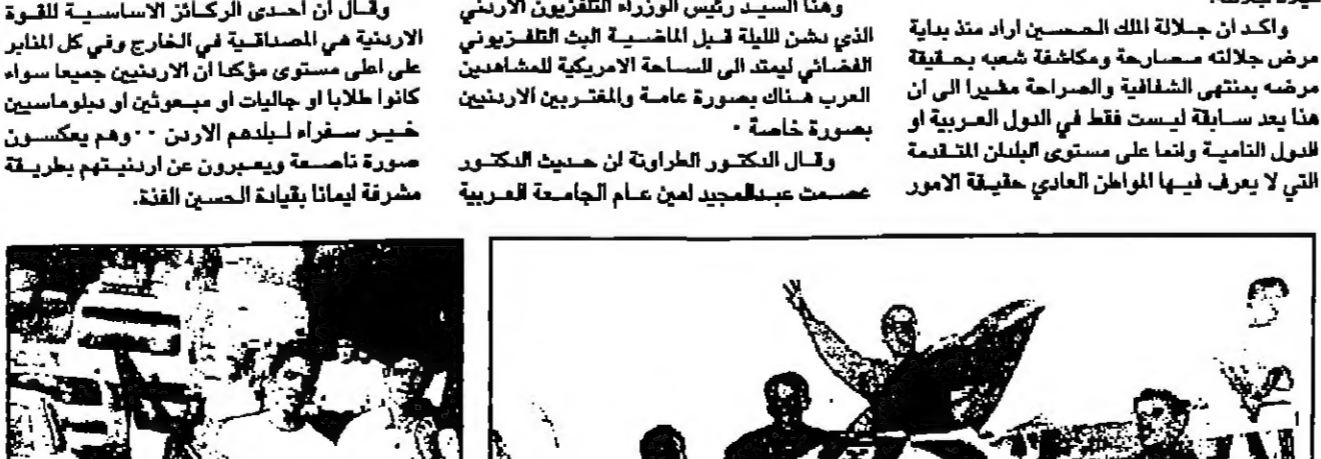 واكد ان جلالة الملك الحسين اراد منذ بداية
مرض جلالته مصارحة ومكاشفة شعبه بحقيقة
مرضه بمنتهى الشفافية والصراحة مشيرا الى ان
هذا يعد سابقة ليست فقط في الدول العربية او
الدول النامية وانما على مستوى البلدان المتقدمة
التي لا يعرف فيها المواطن العادي حقيقة الامور
وهنا السيد رئيس الوزراء التلفزيون الاردني
الذي دشن الليلة قبل الماضية البث التلفزيوني
الفضائي ليمتد الى الساحة الامريكية للمشاهدين
العرب هناك بصورة عامة والمغتربين الاردنيين
بصورة خاصة ٠
وقال الدكتور الطراونة ان حديث الدكتور
عصمت عبدالمجيد امين عام الجامعة العربية
وقال ان احدى الركائز الاساسية للقوة
الاردنية هي المصداقية في الخارج وفي كل المنابر
على اعلى مستوى مؤكدا ان الاردنيين جميعا سواء
كانوا طلابا او جاليات او مبعوثين او دبلوماسيين
خير سفراء لبلدهم الاردن ٠٠ وهم يعكسون
صورة ناصعة ويعبرون عن اردنيتهم بطريقة
مشرفة ايمانا بقيادة الحسين الفذة.